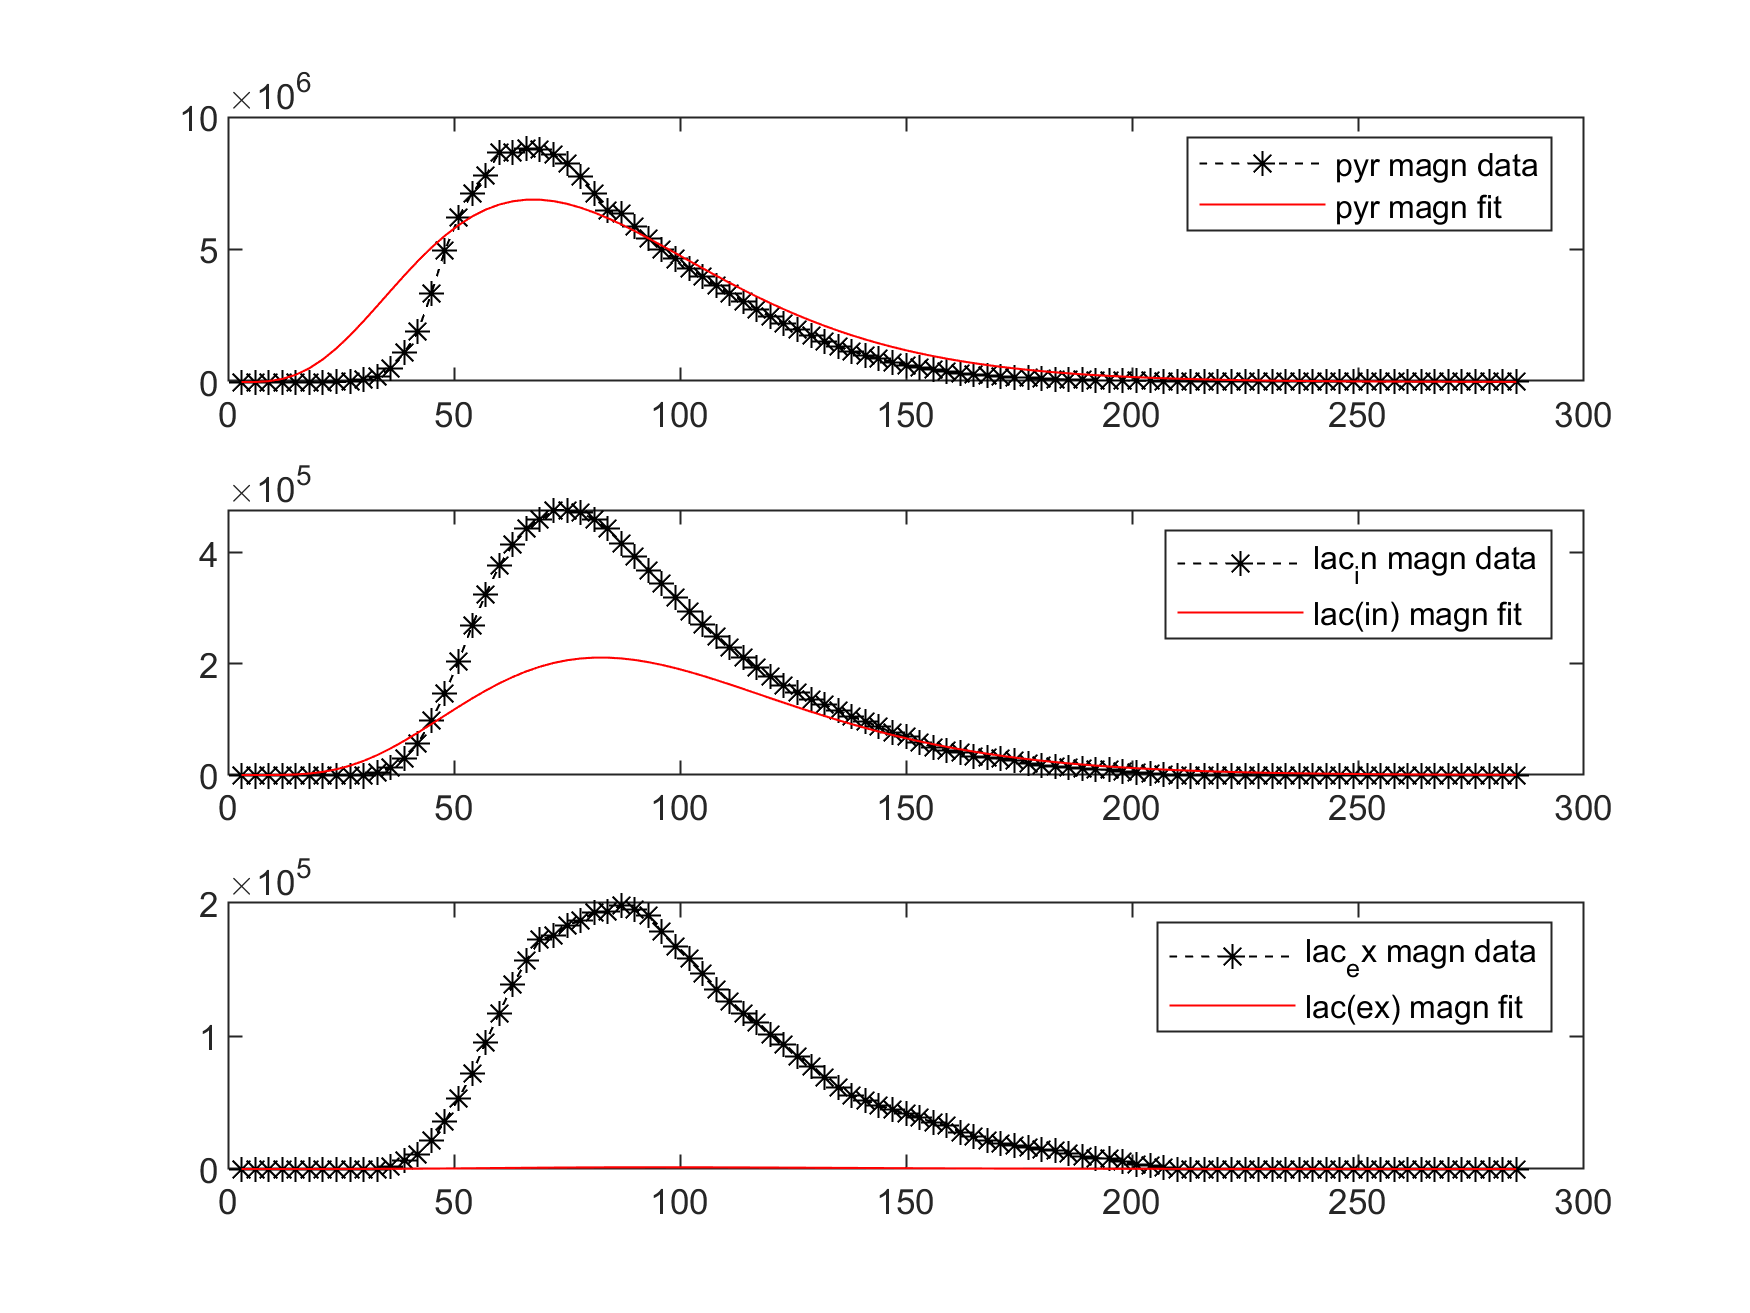 ×10^6
10
5
0
0 50 100 150 200 250 300
pyr magn data
pyr magn fit
×10^5
4
2
0
0 50 100 150 200 250 300
lac_in magn data
lac(in) magn fit
×10^5
2
1
0
0 50 100 150 200 250 300
lac_ex magn data
lac(ex) magn fit